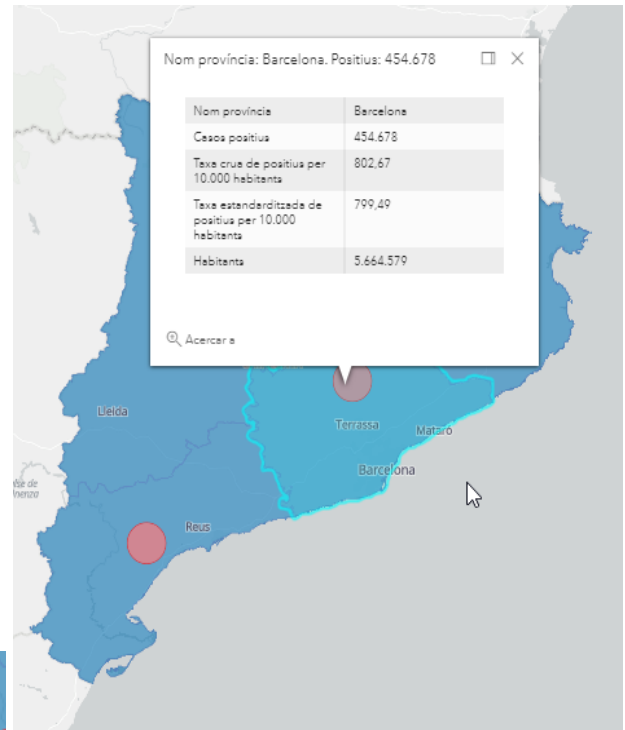 Nom província: Barcelona. Positius: 454.678
Nom província Barcelona
Casos positius 454.678
Taxa crua de positius per 802,67
10.000 habitants
Taxa estandarditzada de 799,49
positius per 10.000
habitants
Habitants 5.664.579
Acercar a
Lleida
Terrassa
Mataró
Barcelona
Reus